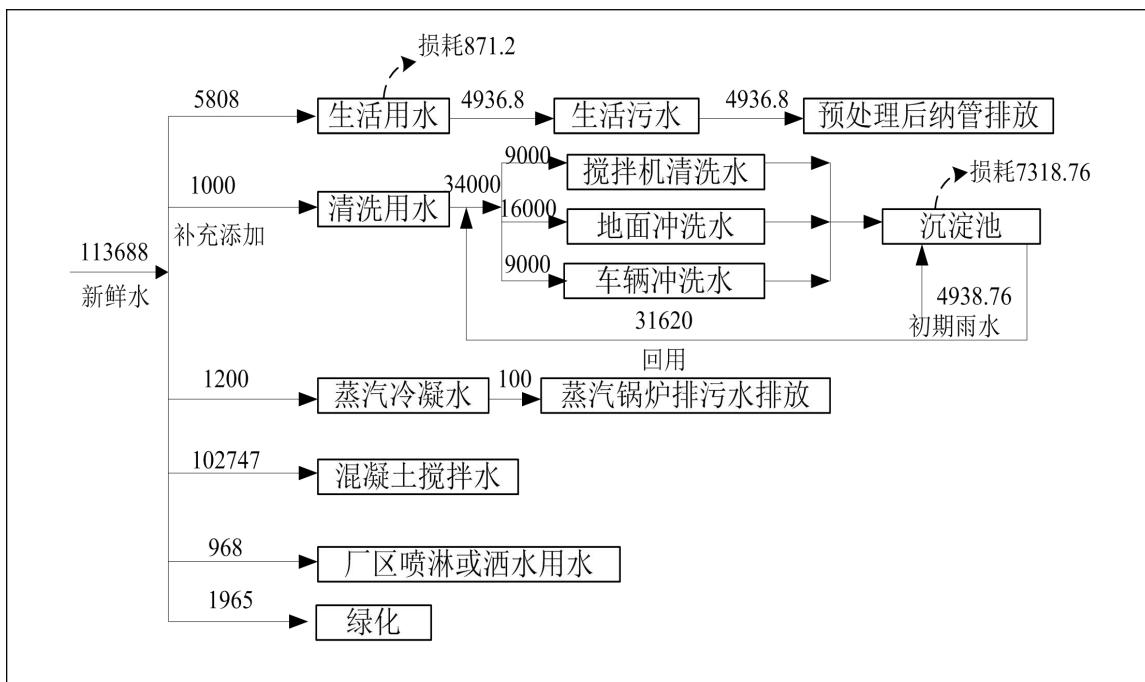 损耗871.2
5808
生活用水
4936.8
生活污水
4936.8
预处理后纳管排放
1000
补充添加
清洗用水
34000
9000
搅拌机清洗水
16000
地面冲洗水
9000
车辆冲洗水
损耗7318.76
沉淀池
113688
新鲜水
4938.76
初期雨水
31620
回用
1200
蒸汽冷凝水
100
蒸汽锅炉排污水排放
102747
混凝土搅拌水
968
厂区喷淋或洒水用水
1965
绿化